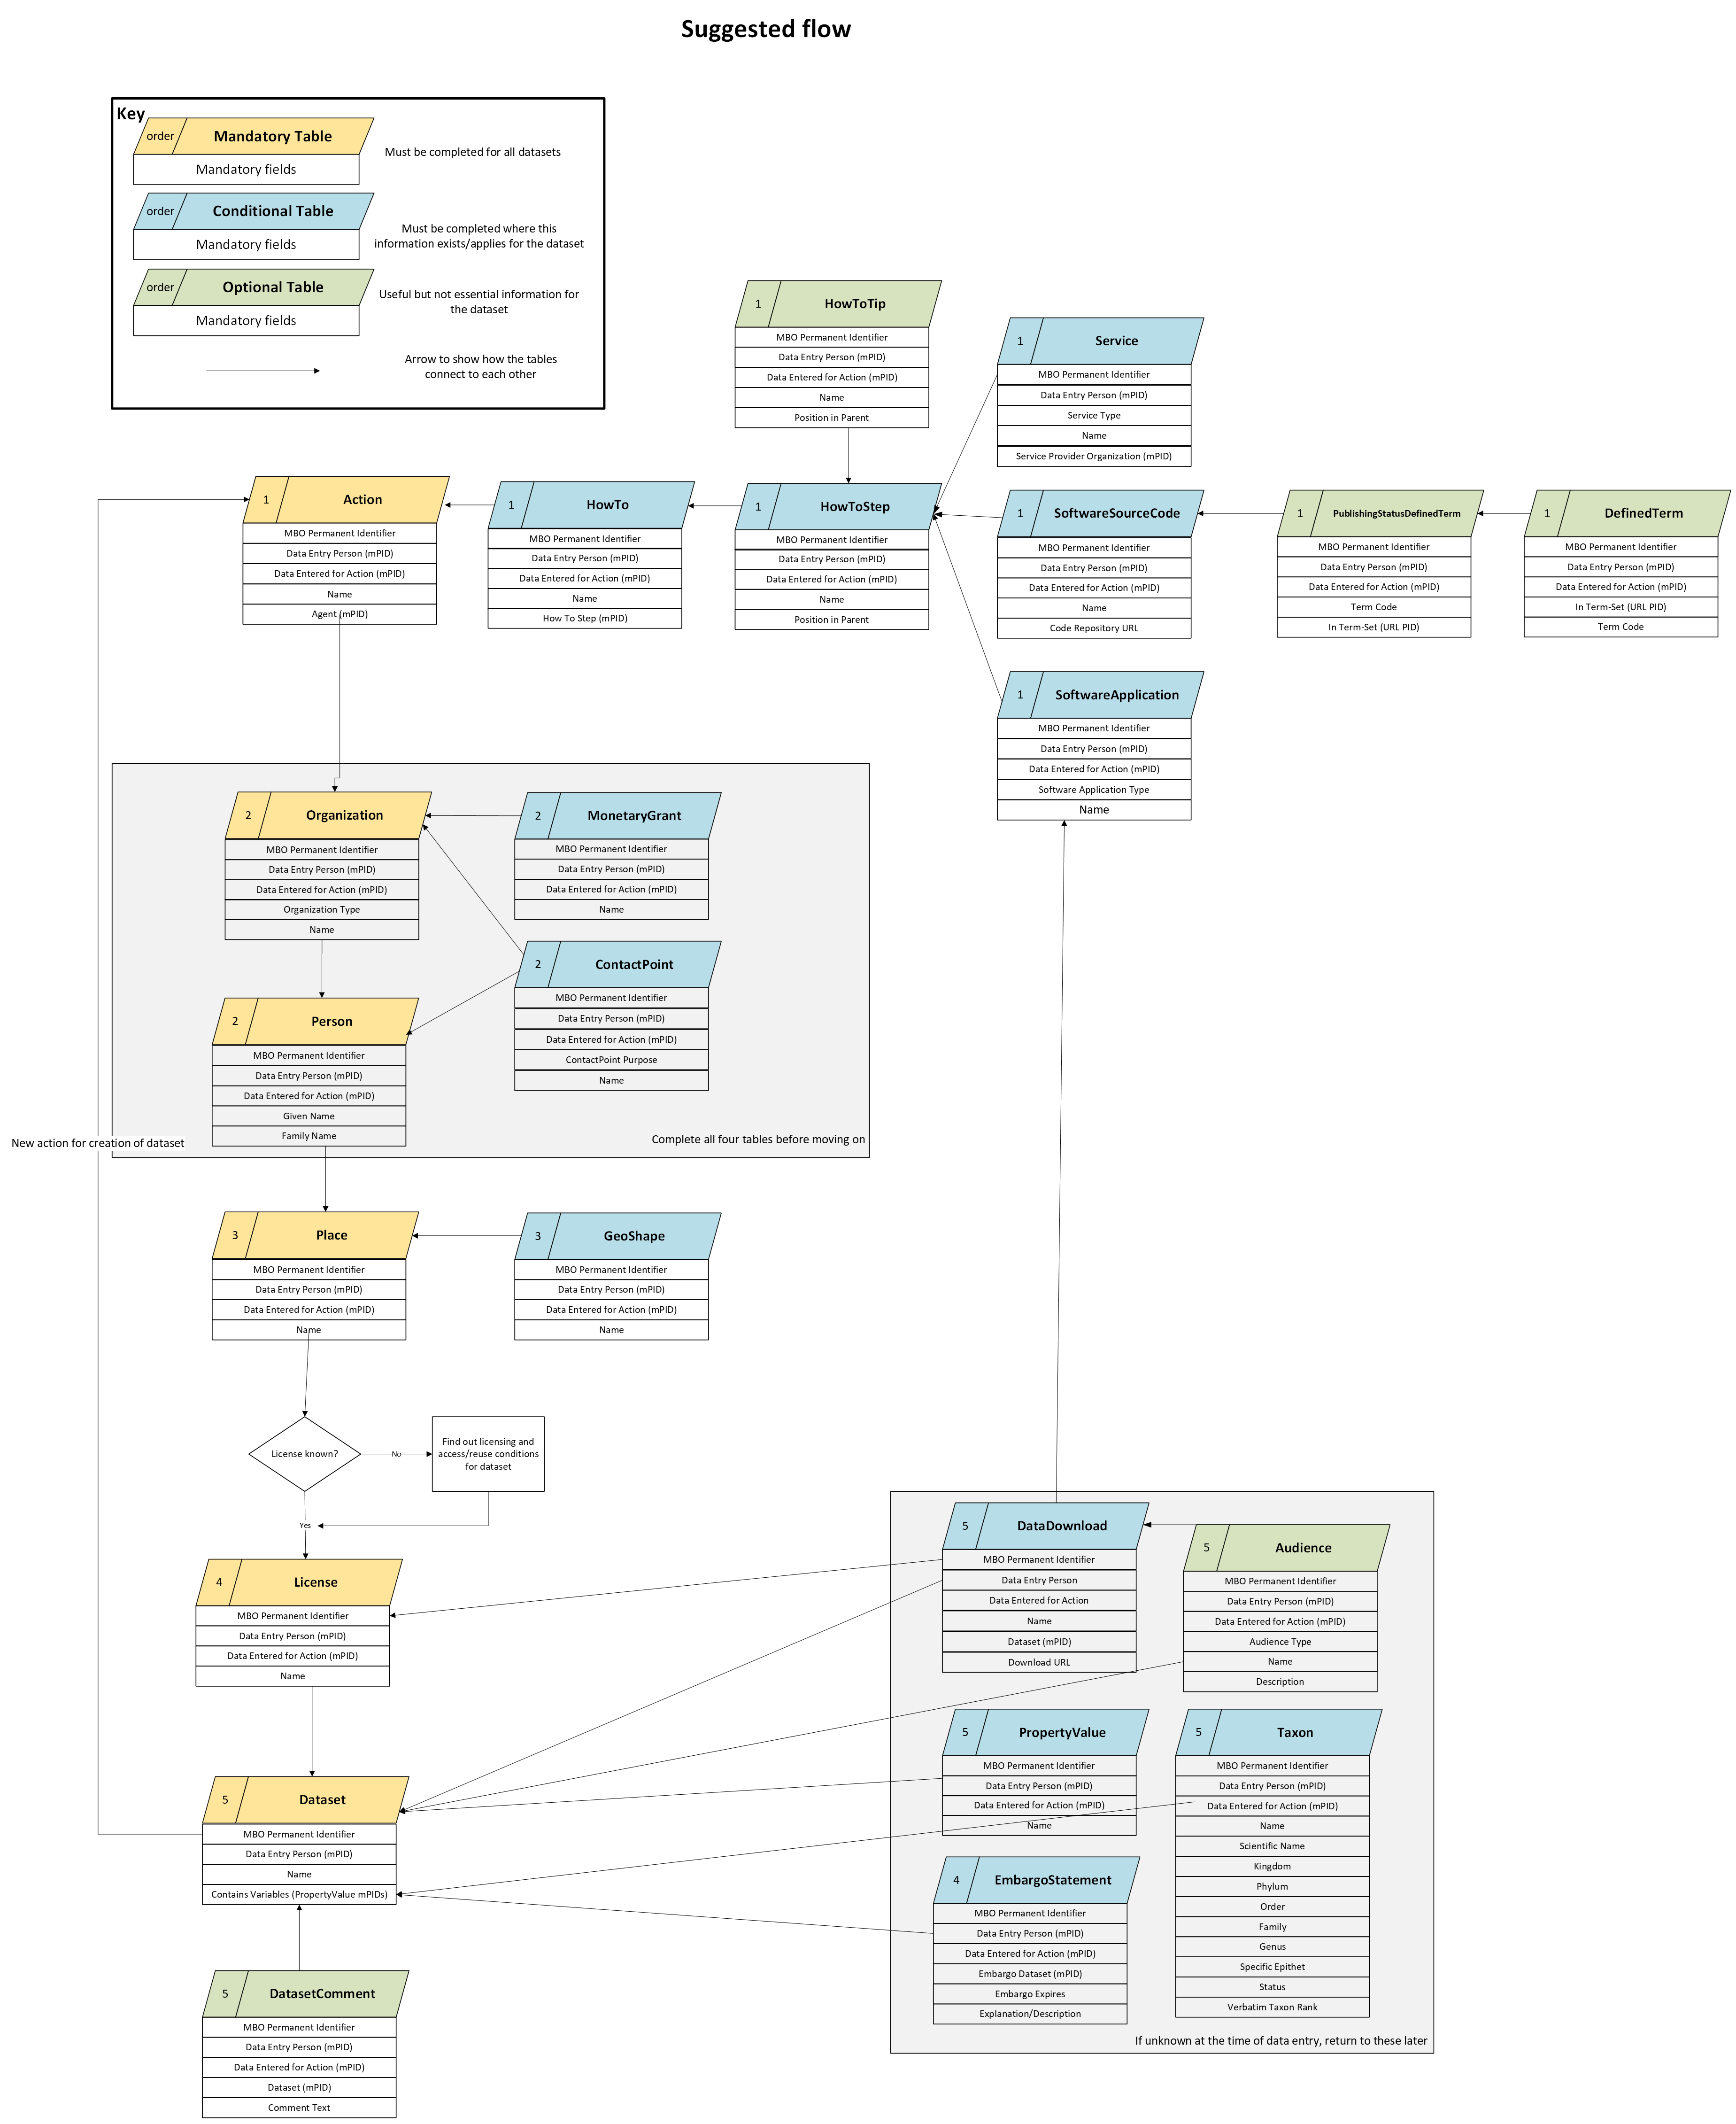 Suggested flow
Key
order
Mandatory Table
Mandatory fields
Must be completed for all datasets
order
Conditional Table
Mandatory fields
Must be completed where this
information exists/applies for the dataset
order
Optional Table
Mandatory fields
Useful but not essential information for
the dataset
Arrow to show how the tables
connect to each other
1
HowToTip
MBO Permanent Identifier
Data Entry Person (mPID)
Data Entered for Action (mPID)
Name
Position in Parent
1
Service
MBO Permanent Identifier
Data Entry Person (mPID)
Service Type
Name
Service Provider Organization (mPID)
1
Action
MBO Permanent Identifier
Data Entry Person (mPID)
Data Entered for Action (mPID)
Name
Agent (mPID)
1
HowTo
MBO Permanent Identifier
Data Entry Person (mPID)
Data Entered for Action (mPID)
Name
How To Step (mPID)
1
HowToStep
MBO Permanent Identifier
Data Entry Person (mPID)
Data Entered for Action (mPID)
Name
Position in Parent
1
SoftwareSourceCode
MBO Permanent Identifier
Data Entry Person (mPID)
Data Entered for Action (mPID)
Name
Code Repository URL
1
PublishingStatusDefinedTerm
MBO Permanent Identifier
Data Entry Person (mPID)
Data Entered for Action (mPID)
Term Code
In Term-Set (URL PID)
1
DefinedTerm
MBO Permanent Identifier
Data Entry Person (mPID)
Data Entered for Action (mPID)
In Term-Set (URL PID)
Term Code
1
SoftwareApplication
MBO Permanent Identifier
Data Entry Person (mPID)
Data Entered for Action (mPID)
Software Application Type
Name
2
Organization
MBO Permanent Identifier
Data Entry Person (mPID)
Data Entered for Action (mPID)
Organization Type
Name
2
MonetaryGrant
MBO Permanent Identifier
Data Entry Person (mPID)
Data Entered for Action (mPID)
Name
2
ContactPoint
MBO Permanent Identifier
Data Entry Person (mPID)
Data Entered for Action (mPID)
ContactPoint Purpose
Name
2
Person
MBO Permanent Identifier
Data Entry Person (mPID)
Data Entered for Action (mPID)
Given Name
Family Name
Complete all four tables before moving on
New action for creation of dataset
3
Place
MBO Permanent Identifier
Data Entry Person (mPID)
Data Entered for Action (mPID)
Name
3
GeoShape
MBO Permanent Identifier
Data Entry Person (mPID)
Data Entered for Action (mPID)
Name
License known?
No
Find out licensing and
access/reuse conditions
for dataset
Yes
4
License
MBO Permanent Identifier
Data Entry Person (mPID)
Data Entered for Action (mPID)
Name
5
Dataset
MBO Permanent Identifier
Data Entry Person (mPID)
Name
Contains Variables (PropertyValue mPIDs)
5
DatasetComment
MBO Permanent Identifier
Data Entry Person (mPID)
Data Entered for Action (mPID)
Dataset (mPID)
Comment Text
5
DataDownload
MBO Permanent Identifier
Data Entry Person
Data Entered for Action
Name
Dataset (mPID)
Download URL
5
Audience
MBO Permanent Identifier
Data Entry Person (mPID)
Data Entered for Action (mPID)
Audience Type
Name
Description
5
PropertyValue
MBO Permanent Identifier
Data Entry Person (mPID)
Data Entered for Action (mPID)
Name
5
Taxon
MBO Permanent Identifier
Data Entry Person (mPID)
Data Entered for Action (mPID)
Name
Scientific Name
Kingdom
Phylum
Order
Family
Genus
Specific Epithet
Status
Verbatim Taxon Rank
4
EmbargoStatement
MBO Permanent Identifier
Data Entry Person (mPID)
Data Entered for Action (mPID)
Embargo Dataset (mPID)
Embargo Expires
Explanation/Description
If unknown at the time of data entry, return to these later